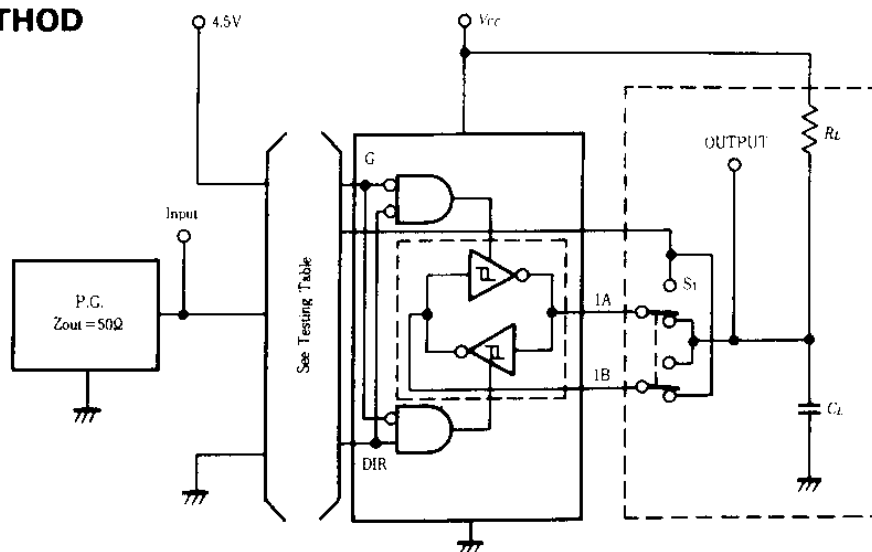 THOD
4.5V
Vcc
G
OUTPUT
RL
Input
P.G.
Zout = 50Ω
See Testing Table
S1
1A
1B
CL
DIR